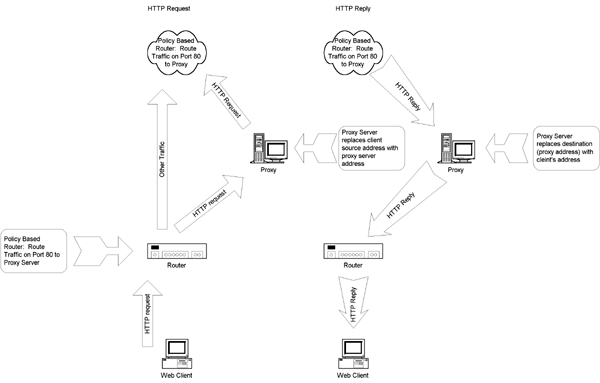 HTTP Request
HTTP Reply
Policy Based
Router: Route
Traffic on Port 80
to Proxy
Policy Based
Router: Route
Traffic on Port 80
to Proxy
HTTP Request
HTTP Reply
Other Traffic
Proxy
Proxy Server
replaces client
source address with
proxy server
address
Proxy
Proxy Server
replaces destination
(proxy address) with
cleint's address
HTTP request
HTTP Reply
Policy Based
Router: Route
Traffic on Port 80 to
Proxy Server
Router
Router
HTTP request
HTTP Reply
Web Client
Web Client